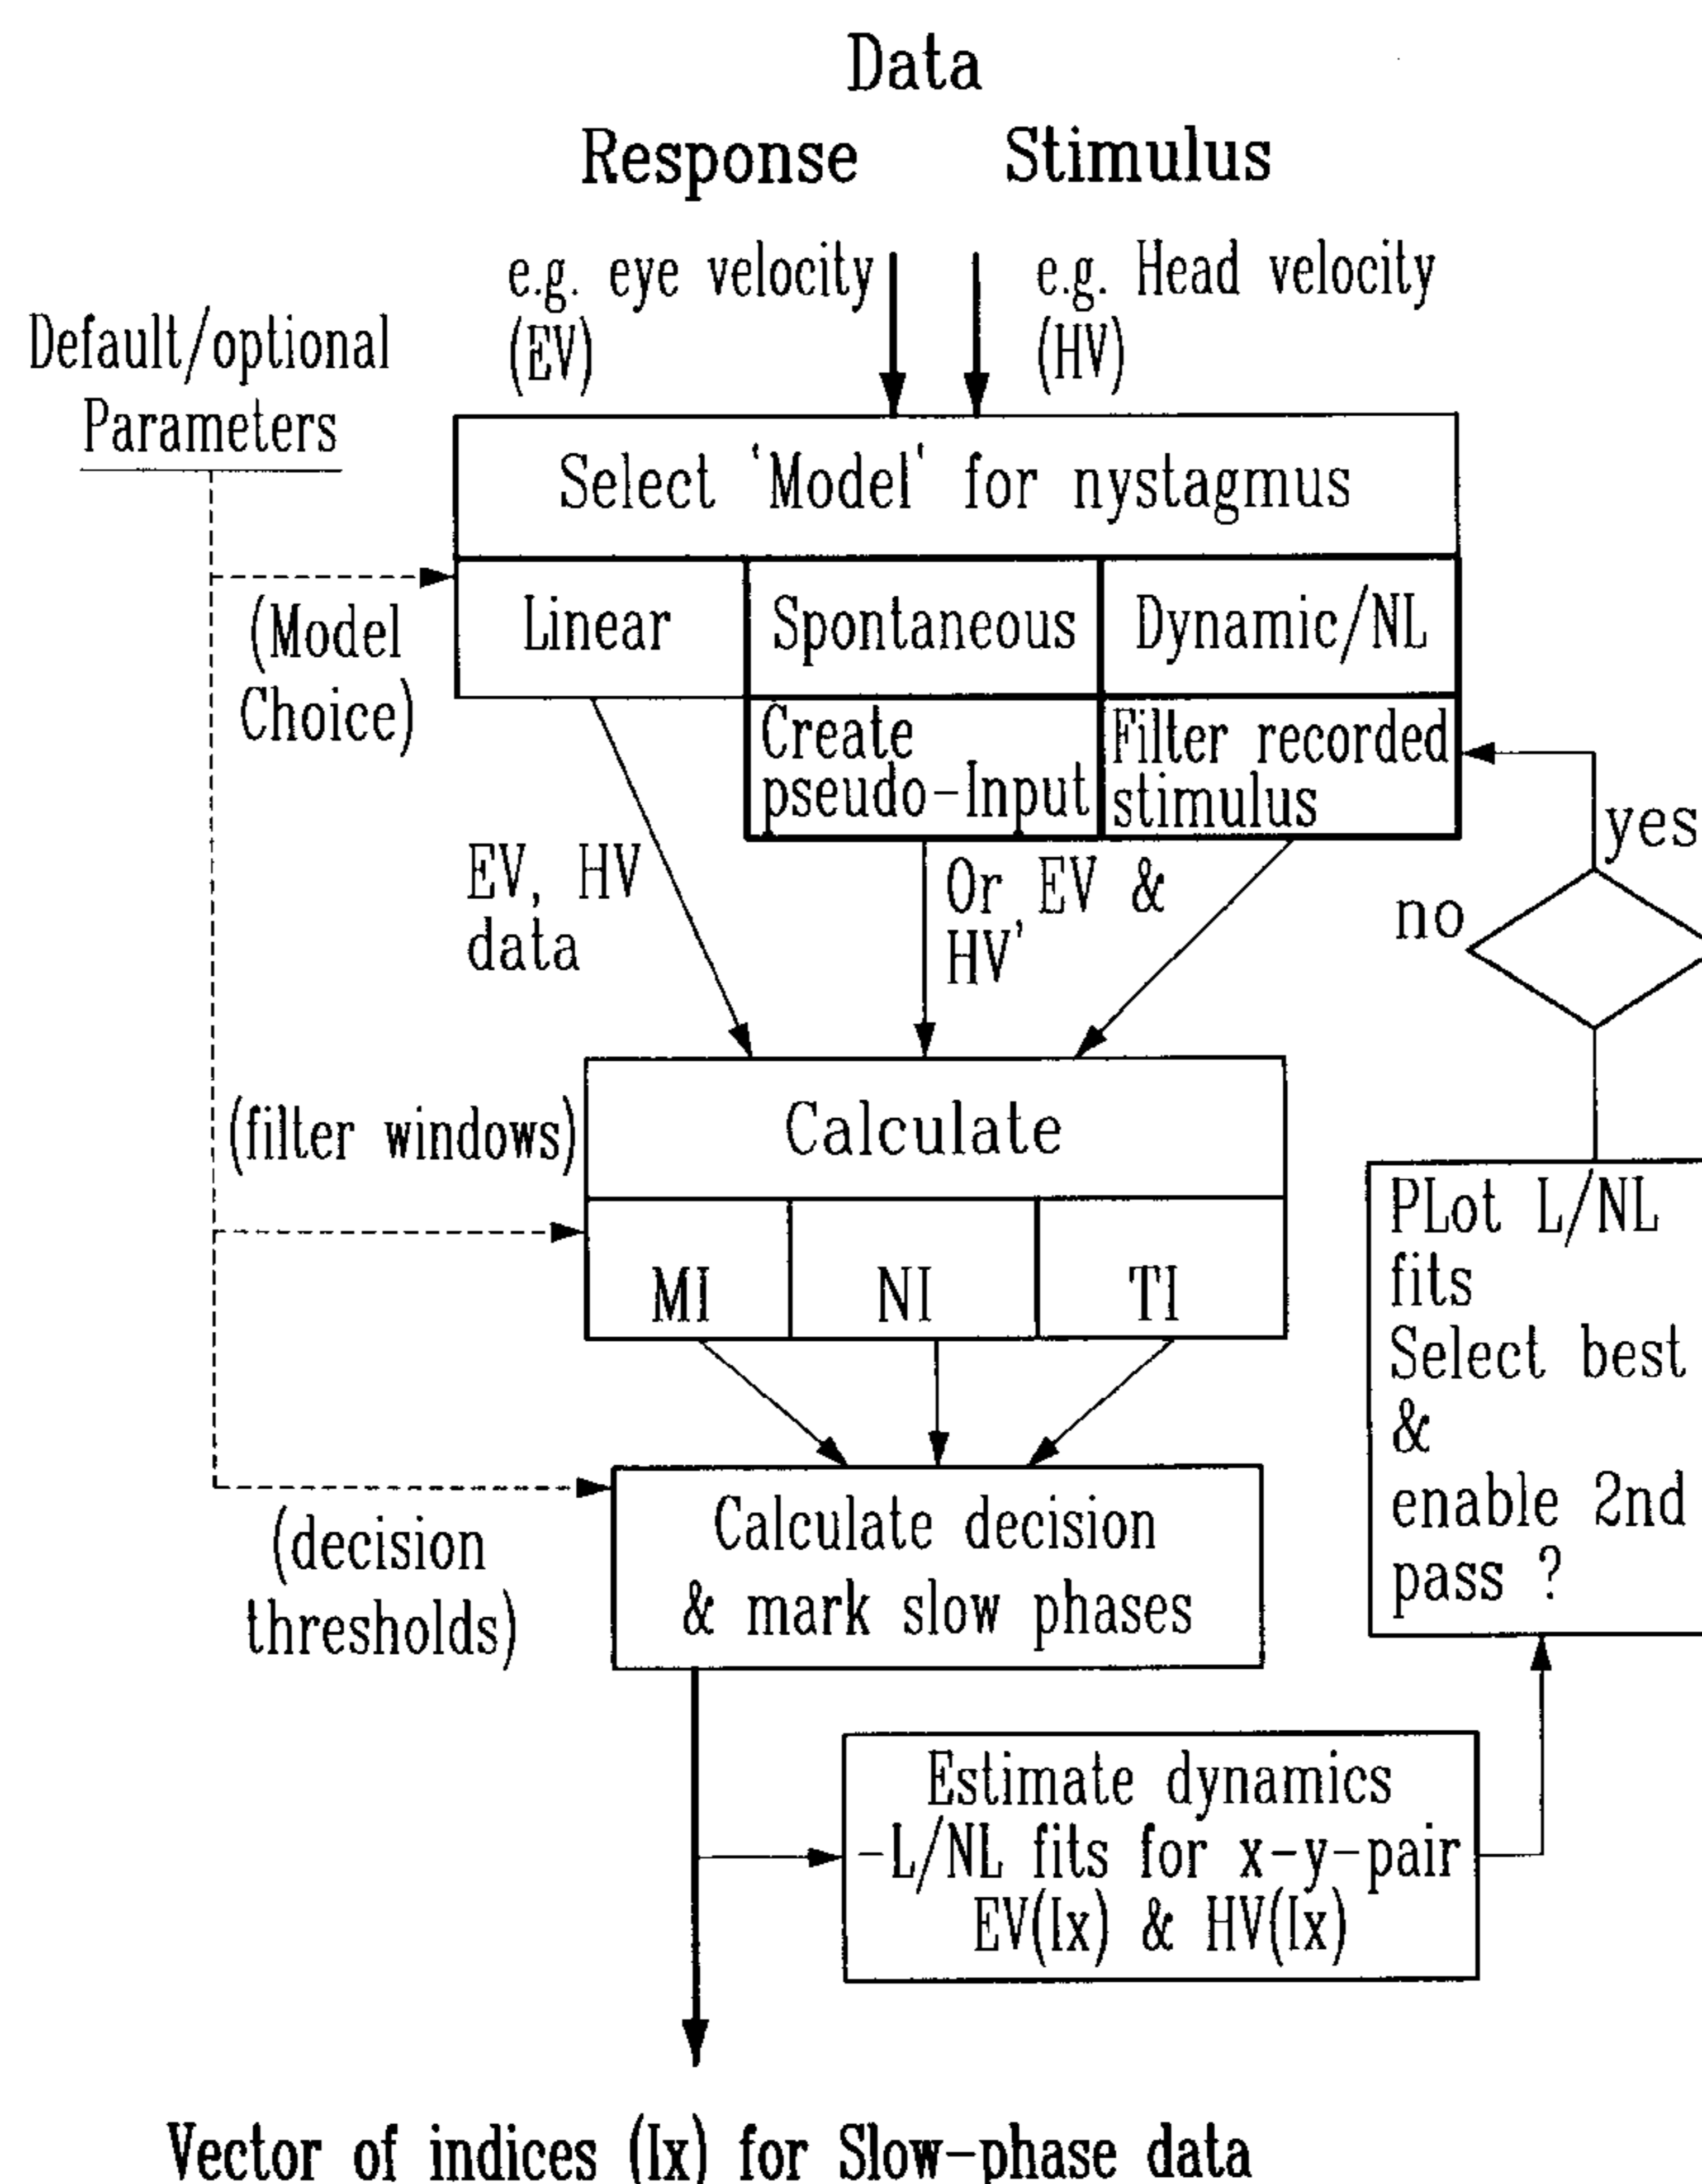 Data
Response Stimulus
e.g. eye velocity
(EV)
e.g. Head velocity
(HV)
Default/optional
Parameters
Select 'Model' for nystagmus
Linear
Spontaneous
Dynamic/NL
(Model
Choice)
Create
pseudo-Input
Filter recorded
stimulus
yes
no
EV, HV
data
Or EV &
HV'
(filter windows)
Calculate
MI
NI
TI
PLot L/NL
fits
Select best
&
enable 2nd
pass ?
(decision
thresholds)
Calculate decision
& mark slow phases
Estimate dynamics
-L/NL fits for x-y-pair
EV(Ix) & HV(Ix)
Vector of indices (Ix) for Slow-phase data